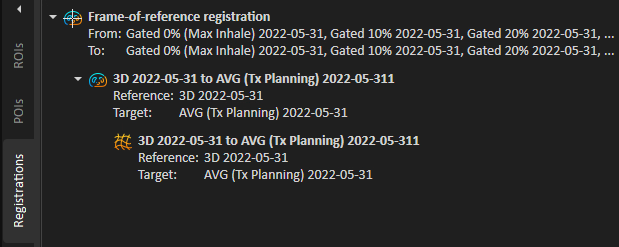 Frame-of-reference registration
From: Gated 0% (Max Inhale) 2022-05-31, Gated 10% 2022-05-31, Gated 20% 2022-05-31, ...
To: Gated 0% (Max Inhale) 2022-05-31, Gated 10% 2022-05-31, Gated 20% 2022-05-31, ...
3D 2022-05-31 to AVG (Tx Planning) 2022-05-311
Reference: 3D 2022-05-31
Target: AVG (Tx Planning) 2022-05-31
3D 2022-05-31 to AVG (Tx Planning) 2022-05-311
Reference: 3D 2022-05-31
Target: AVG (Tx Planning) 2022-05-31
ROIs
POIs
Registrations